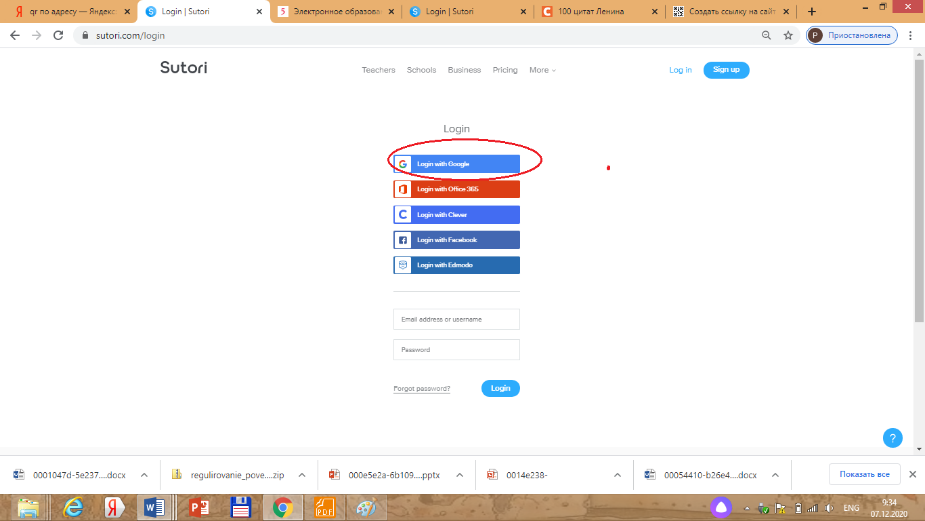 qr по адресу — Яндекс
Login | Sutori
Электронное образова
Login | Sutori
100 цитат Ленина
Создать ссылку на сайт
sutori.com/login
P Приостановлена
Sutori
Teachers Schools Business Pricing More
Log in Sign up
Login
Login with Google
Login with Office 365
Login with Clever
Login with Facebook
Login with Edmodo
Email address or username
Password
Forgot password? Login
?
0001047d-5e237....docx
regulirovanie_pove....zip
000e5e2a-6b109....pptx
0014e238-
00054410-b26e4....docx
Показать все
ENG
9:34
07.12.2020